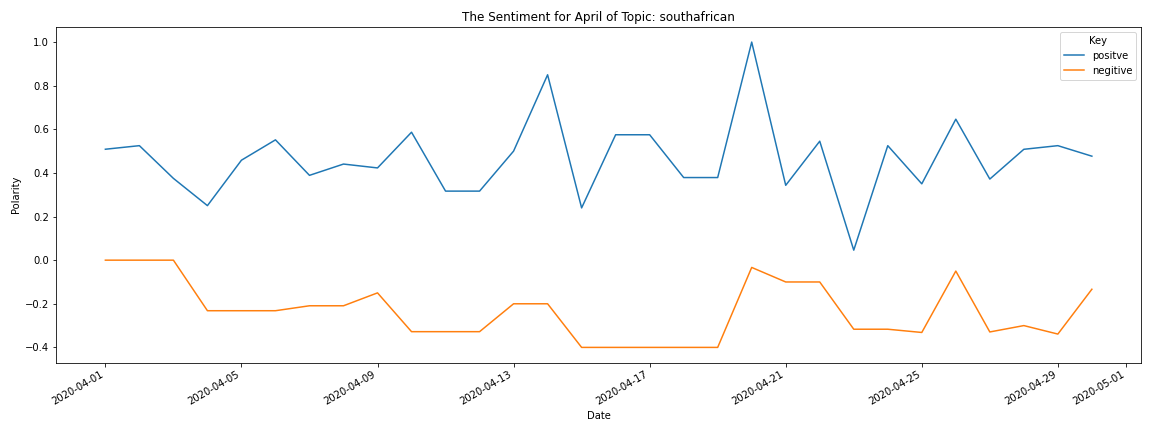 The Sentiment for April of Topic: southafrican
Key
positve
negitive
Polarity
1.0
0.8
0.6
0.4
0.2
0.0
−0.2
−0.4
2020-04-01
2020-04-05
2020-04-09
2020-04-13
2020-04-17
2020-04-21
2020-04-25
2020-04-29
2020-05-01
Date